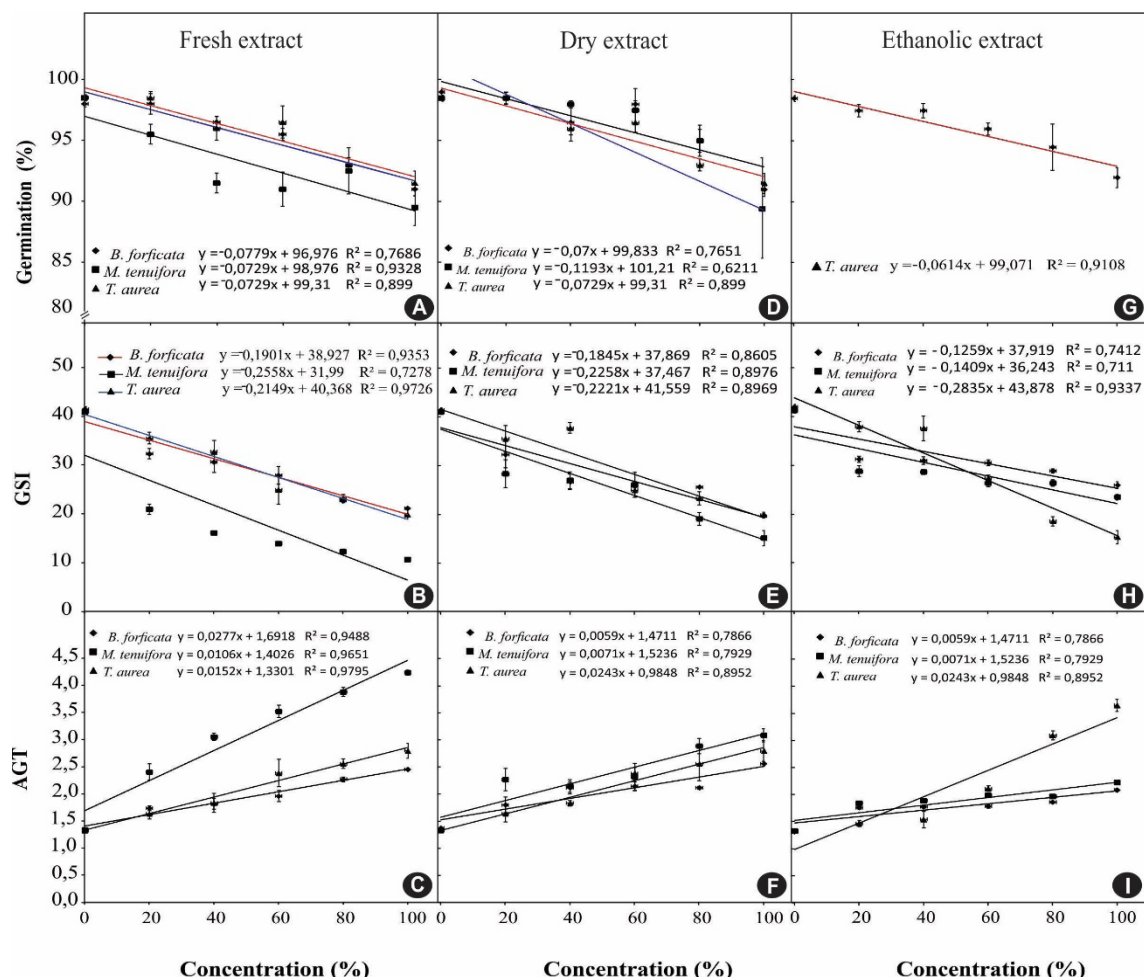 Fresh extract
Dry extract
Ethanolic extract
Germination (%)
100
95
90
85
80
B. forficata y=-0,0779x + 96,976 R² = 0,7686
M. tenuifora y=-0,0729x + 98,976 R² = 0,9328
T. aurea y=-0,0729x + 99,31 R² = 0,899
A
B. forficata y=-0,07x + 99,833 R² = 0,7651
M. tenuifora y=-0,1193x + 101,21 R² = 0,6211
T. aurea y=-0,0729x + 99,31 R² = 0,899
D
T. aurea y=-0,0614x + 99,071 R² = 0,9108
G
GSI
50
40
30
20
10
0
B. forficata y=-0,1901x + 38,927 R² = 0,9353
M. tenuifora y=-0,2558x + 31,99 R² = 0,7278
T. aurea y=-0,2149x + 40,368 R² = 0,9726
B
B. forficata y=-0,1845x + 37,869 R² = 0,8605
M. tenuifora y=-0,2258x + 37,467 R² = 0,8976
T. aurea y=-0,2221x + 41,559 R² = 0,8969
E
B. forficata y = - 0,1259x + 37,919 R² = 0,7412
M. tenuifora y = - 0,1409x + 36,243 R² = 0,711
T. aurea y = - 0,2835x + 43,878 R² = 0,9337
H
AGT
4,5
4,0
3,5
3,0
2,5
2,0
1,5
1,0
5,0
0,0
B. forficata y = 0,0277x + 1,6918 R² = 0,9488
M. tenuifora y = 0,0106x + 1,4026 R² = 0,9651
T. aurea y = 0,0152x + 1,3301 R² = 0,9795
C
B. forficata y = 0,0059x + 1,4711 R² = 0,7866
M. tenuifora y = 0,0071x + 1,5236 R² = 0,7929
T. aurea y = 0,0243x + 0,9848 R² = 0,8952
F
B. forficata y = 0,0059x + 1,4711 R² = 0,7866
M. tenuifora y = 0,0071x + 1,5236 R² = 0,7929
T. aurea y = 0,0243x + 0,9848 R² = 0,8952
I
0 20 40 60 80 100
0 20 40 60 80 100
0 20 40 60 80 100
Concentration (%)
Concentration (%)
Concentration (%)